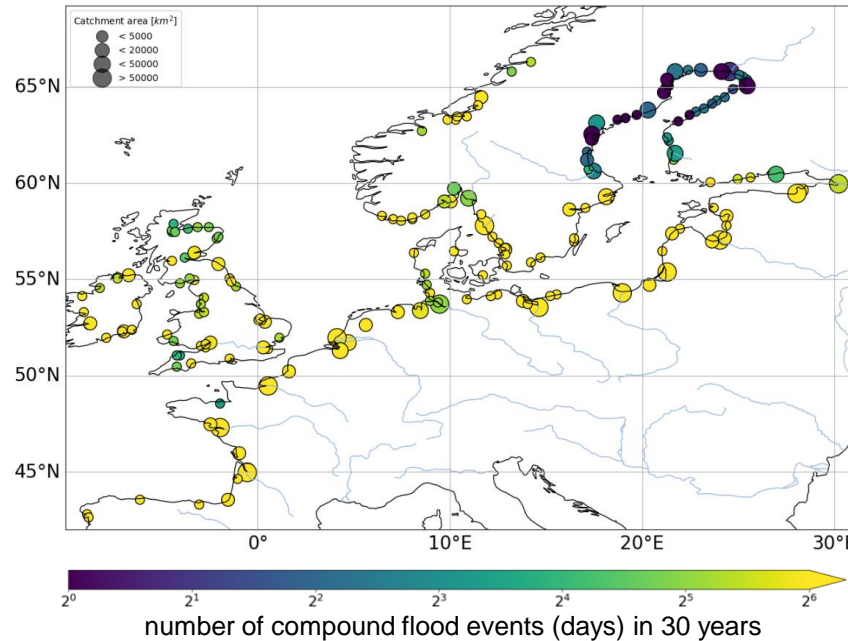 Catchment area [km²]
< 5000
< 20000
< 50000
> 50000
65°N
60°N
55°N
50°N
45°N
0°
10°E
20°E
30°E
2⁰
2¹
2²
2³
2⁴
2⁵
2⁶
number of compound flood events (days) in 30 years